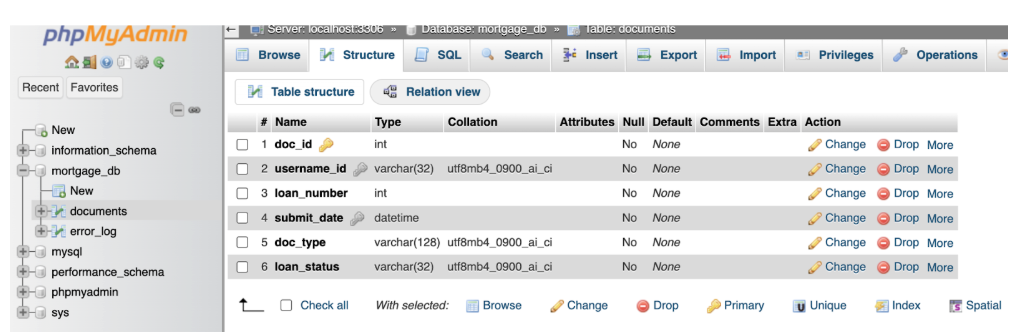 phpMyAdmin
Recent Favorites
New
information_schema
mortgage_db
New
documents
error_log
mysql
performance_schema
phpmyadmin
sys
Server: localhost:3306 » Database: mortgage_db » Table: documents
Browse Structure SQL Search Insert Export Import Privileges Operations
Table structure Relation view
# Name Type Collation Attributes Null Default Comments Extra Action
1 doc_id int No None Change Drop More
2 username_id varchar(32) utf8mb4_0900_ai_ci No None Change Drop More
3 loan_number int No None Change Drop More
4 submit_date datetime No None Change Drop More
5 doc_type varchar(128) utf8mb4_0900_ai_ci No None Change Drop More
6 loan_status varchar(32) utf8mb4_0900_ai_ci No None Change Drop More
Check all With selected: Browse Change Drop Primary Unique Index Spatial